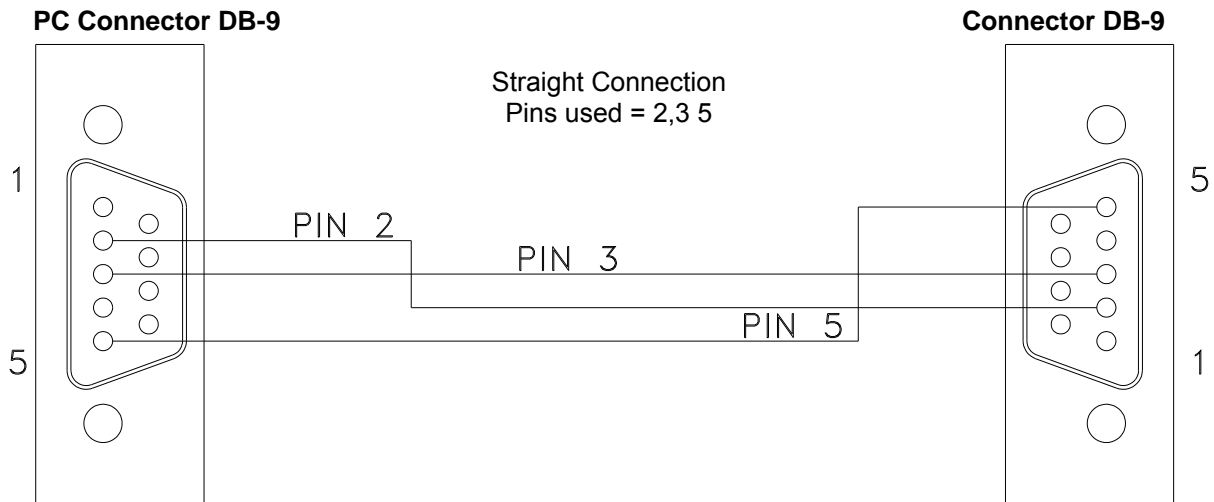 PC Connector DB-9
Connector DB-9
Straight Connection
Pins used = 2,3 5
1
5
PIN 2
PIN 3
PIN 5
5
1